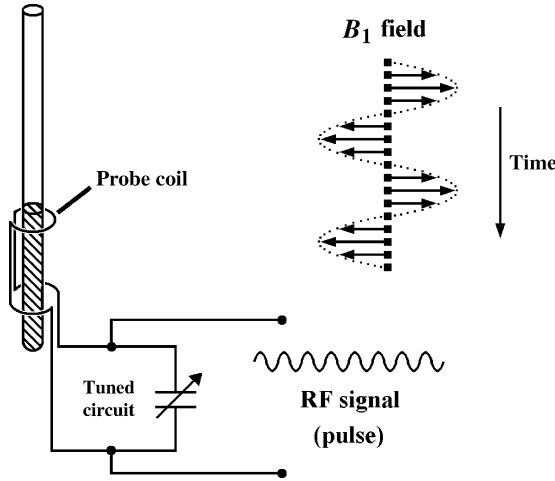 B1 field
Time
Probe coil
Tuned
circuit
RF signal
(pulse)